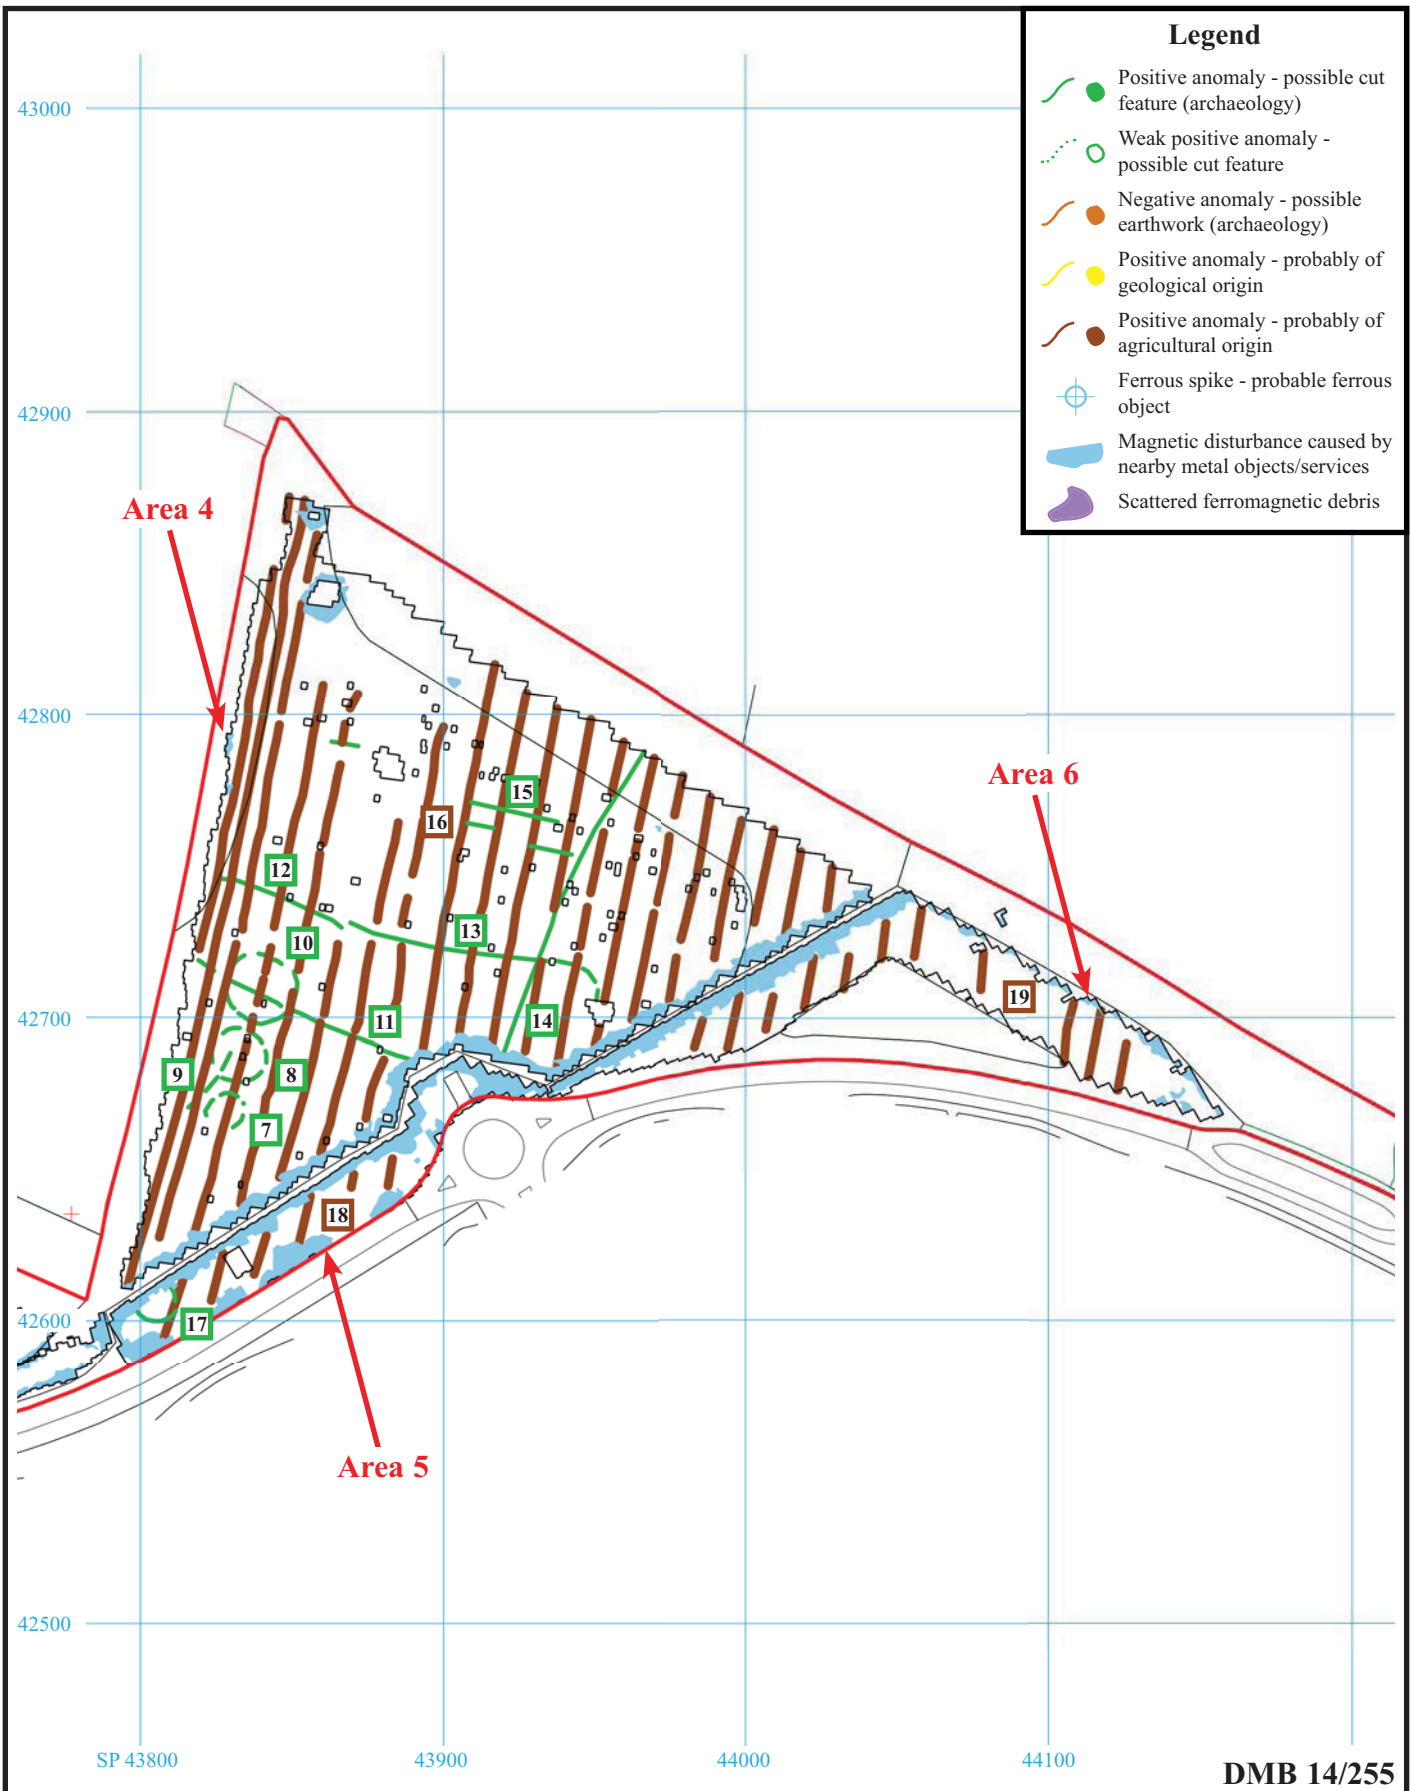 Legend
Positive anomaly - possible cut
feature (archaeology)
Weak positive anomaly -
possible cut feature
Negative anomaly - possible
earthwork (archaeology)
Positive anomaly - probably of
geological origin
Positive anomaly - probably of
agricultural origin
Ferrous spike - probable ferrous
object
Magnetic disturbance caused by
nearby metal objects/services
Scattered ferromagnetic debris
43000
42900
Area 4
42800
Area 6
15
16
12
13
10
19
42700
11
14
9
8
7
18
42600
17
Area 5
42500
SP 43800
43900
44000
44100
DMB 14/255